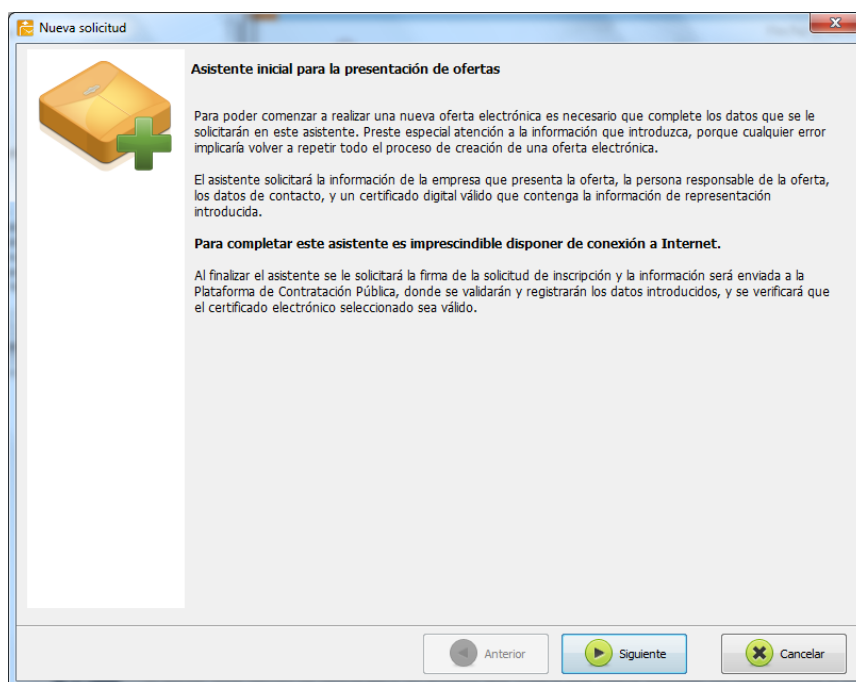 Nueva solicitud
Asistente inicial para la presentación de ofertas
Para poder comenzar a realizar una nueva oferta electrónica es necesario que complete los datos que se le
solicitarán en este asistente. Preste especial atención a la información que introduzca, porque cualquier error
implicaría volver a repetir todo el proceso de creación de una oferta electrónica.
El asistente solicitará la información de la empresa que presenta la oferta, la persona responsable de la oferta,
los datos de contacto, y un certificado digital válido que contenga la información de representación
introducida.
Para completar este asistente es imprescindible disponer de conexión a Internet.
Al finalizar el asistente se le solicitará la firma de la solicitud de inscripción y la información será enviada a la
Plataforma de Contratación Pública, donde se validarán y registrarán los datos introducidos, y se verificará que
el certificado electrónico seleccionado sea válido.
Anterior
Siguiente
Cancelar